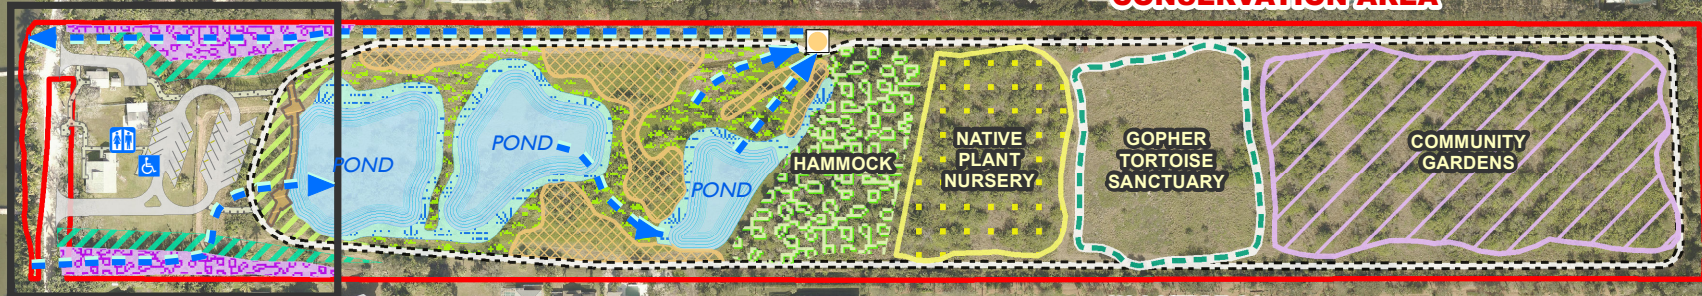 CONSERVATION AREA
POND
POND
POND
HAMMOCK
NATIVE
PLANT
NURSERY
GOPHER
TORTOISE
SANCTUARY
COMMUNITY
GARDENS